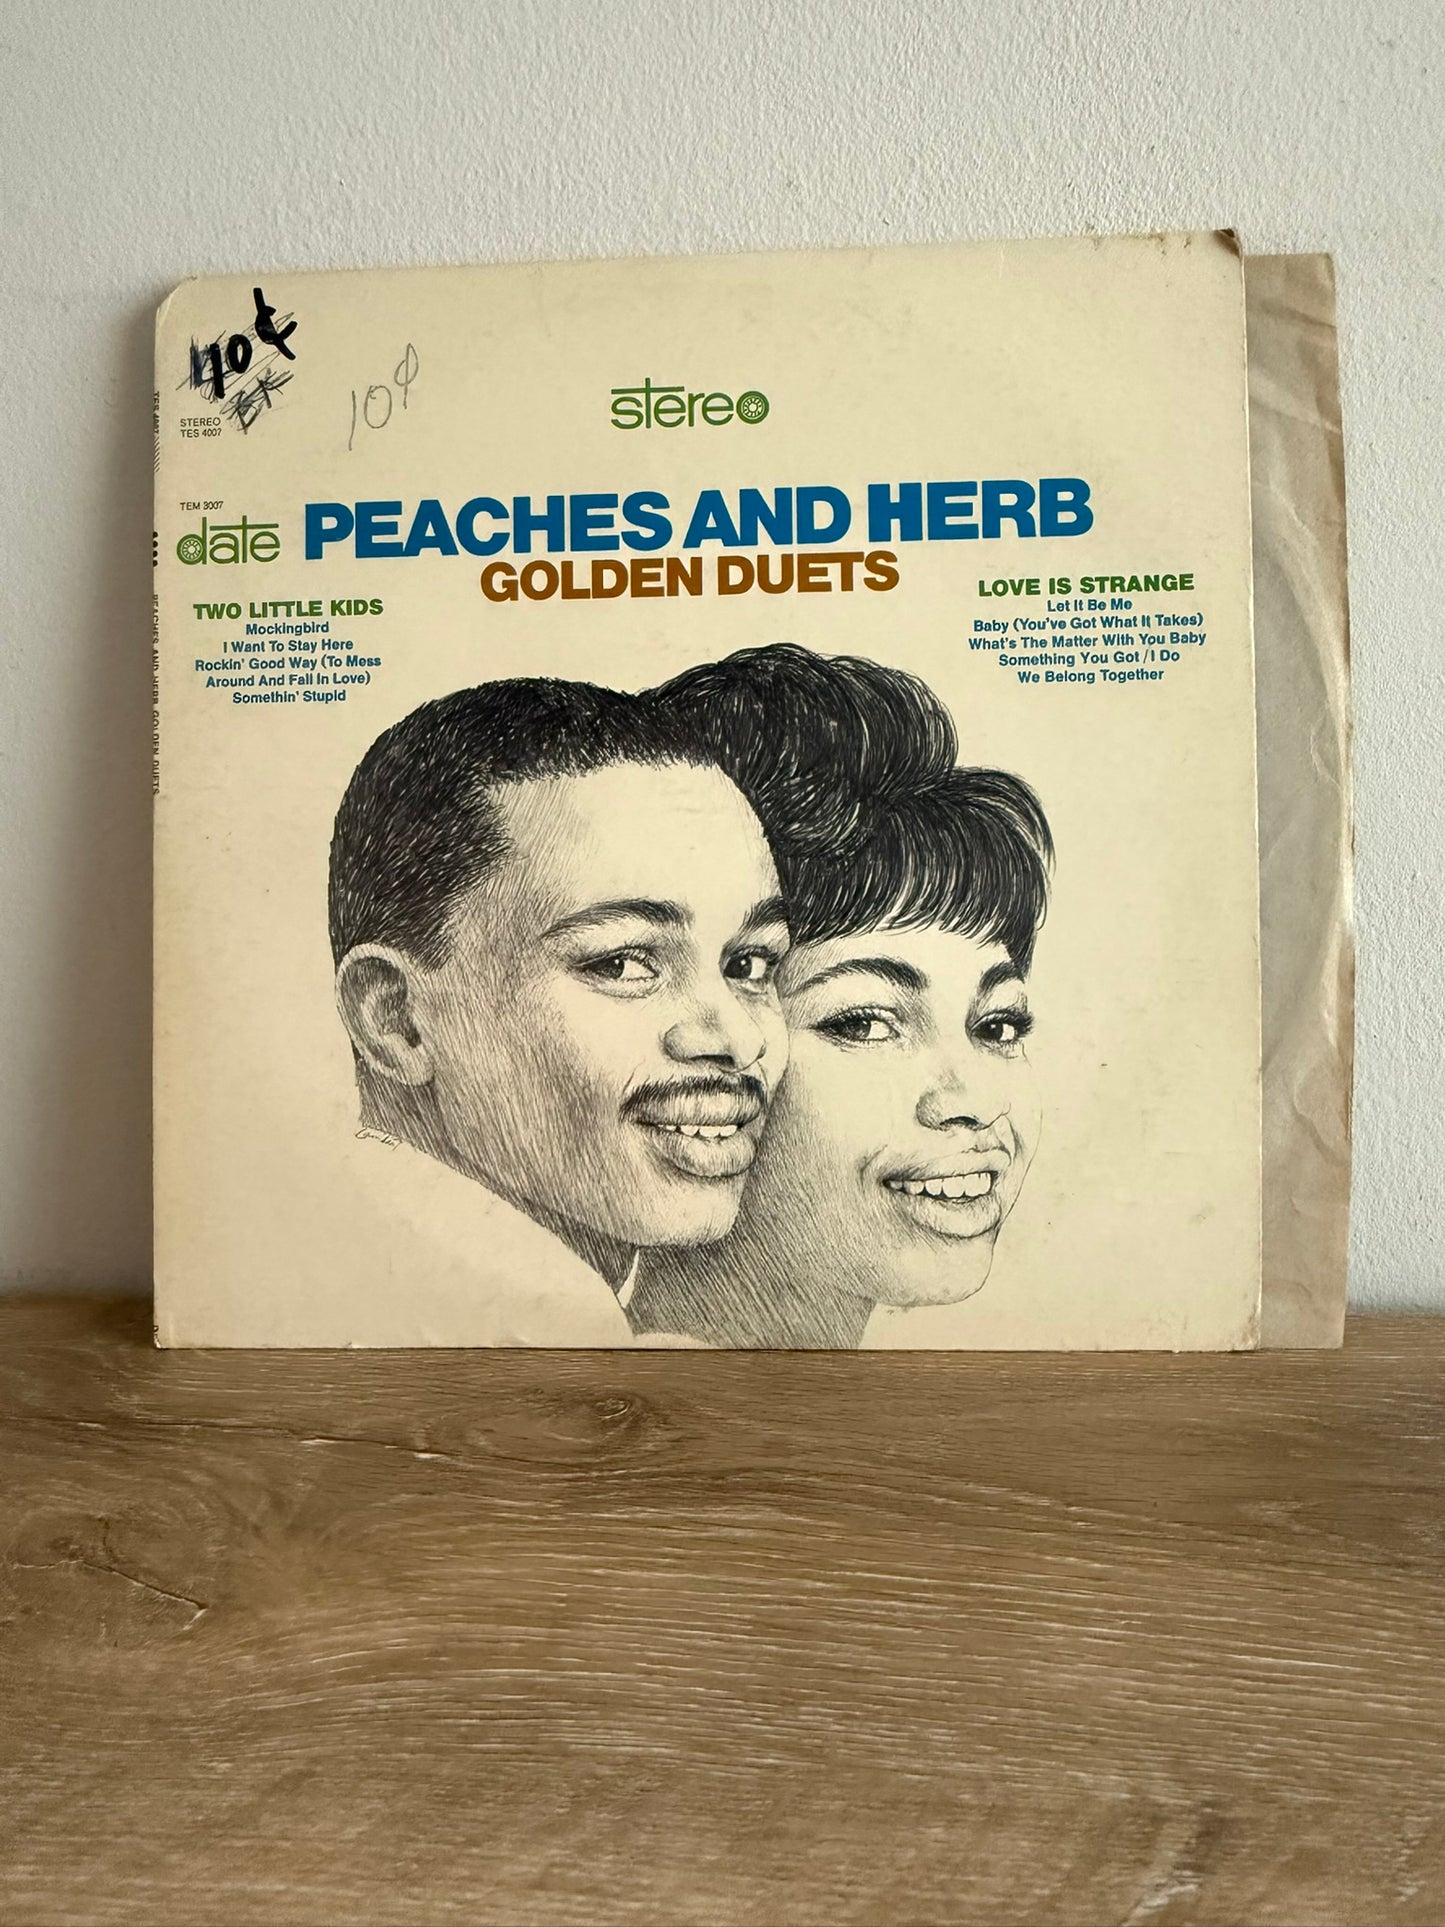 10¢
10¢
STEREO
TES 4007
stereo
TEM 3007
date
PEACHES AND HERB
GOLDEN DUETS
TWO LITTLE KIDS
Mockingbird
I Want To Stay Here
Rockin' Good Way (To Mess
Around And Fall In Love)
Somethin' Stupid
LOVE IS STRANGE
Let It Be Me
Baby (You've Got What It Takes)
What's The Matter With You Baby
Something You Got / I Do
We Belong Together
TES 4007
PEACHES AND HERB GOLDEN DUETS